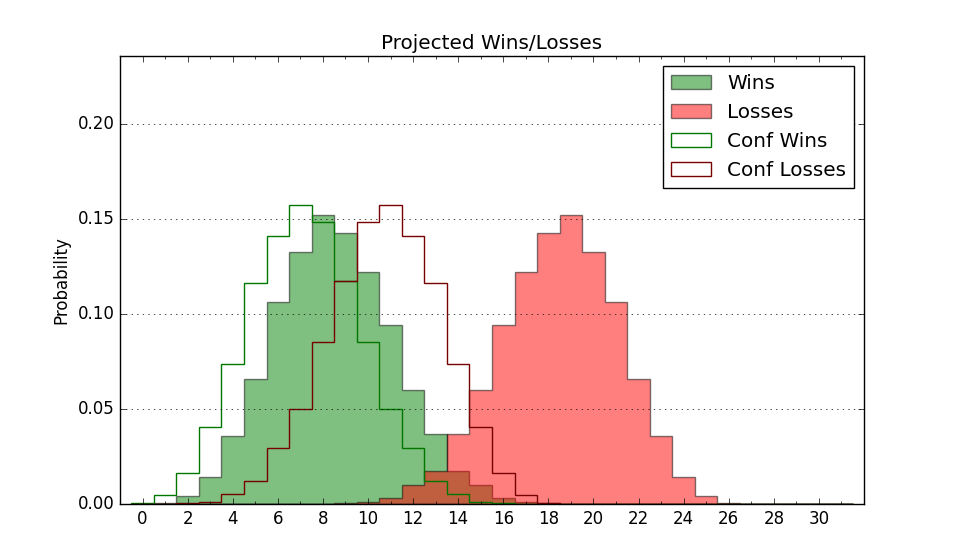 Projected Wins/Losses
Wins
Losses
Conf Wins
Conf Losses
Probability
0.20
0.15
0.10
0.05
0.00
0 2 4 6 8 10 12 14 16 18 20 22 24 26 28 30